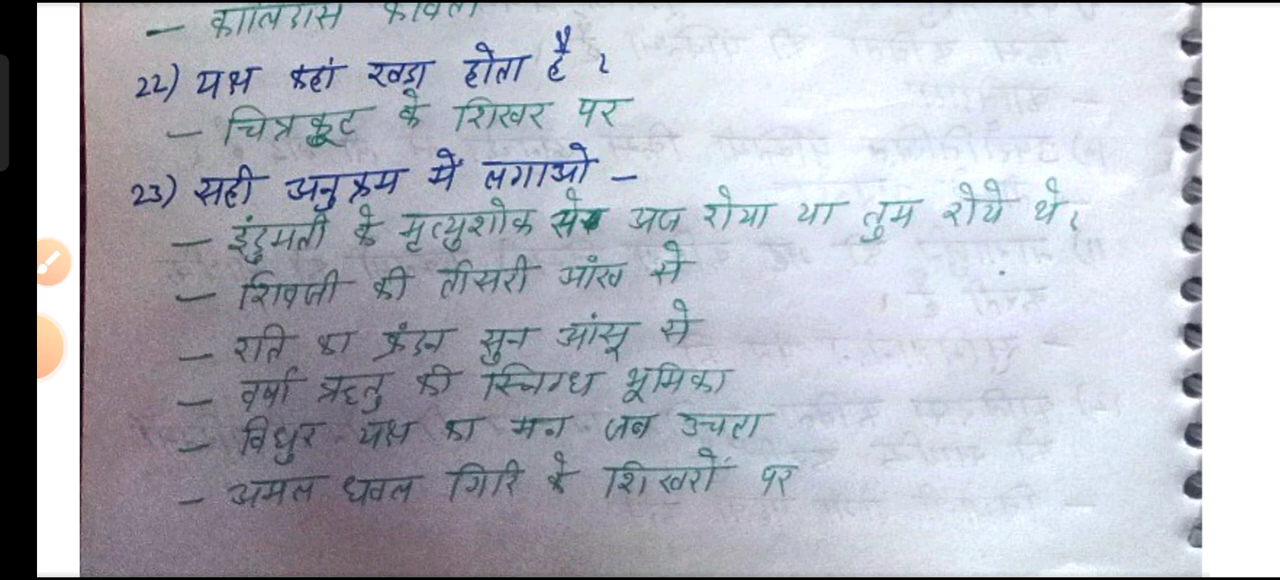 — कालिदास कविता
22) यक्ष कहां खडा होता है ?
— चित्रकूट के शिखर पर
23) सही अनुक्रम में लगाओ —
— इंदुमती के मृत्युशोक से अज रोया या तुम रोये थे,
— शिवजी की तीसरी आंख से
— रति का क्रंदन सुन आंसू से
— वर्षा ऋतु की स्निग्ध भूमिका
— विधुर यक्ष का मन जब उचटा
— अमल धवल गिरि के शिखरों पर